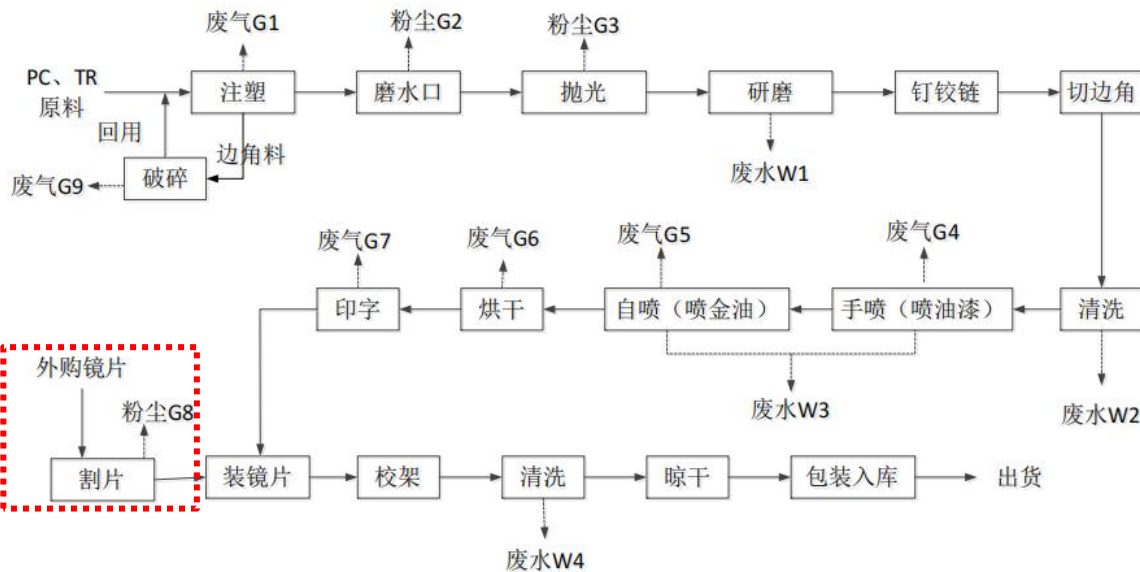 废气G1
粉尘G2
粉尘G3
PC、TR
原料
注塑
磨水口
抛光
研磨
钉铰链
切边角
回用
边角料
破碎
废气G9
废水W1
废气G7
废气G6
废气G5
废气G4
印字
烘干
自喷（喷金油）
手喷（喷油漆）
清洗
废水W3
废水W2
外购镜片
粉尘G8
割片
装镜片
校架
清洗
晾干
包装入库
出货
废水W4